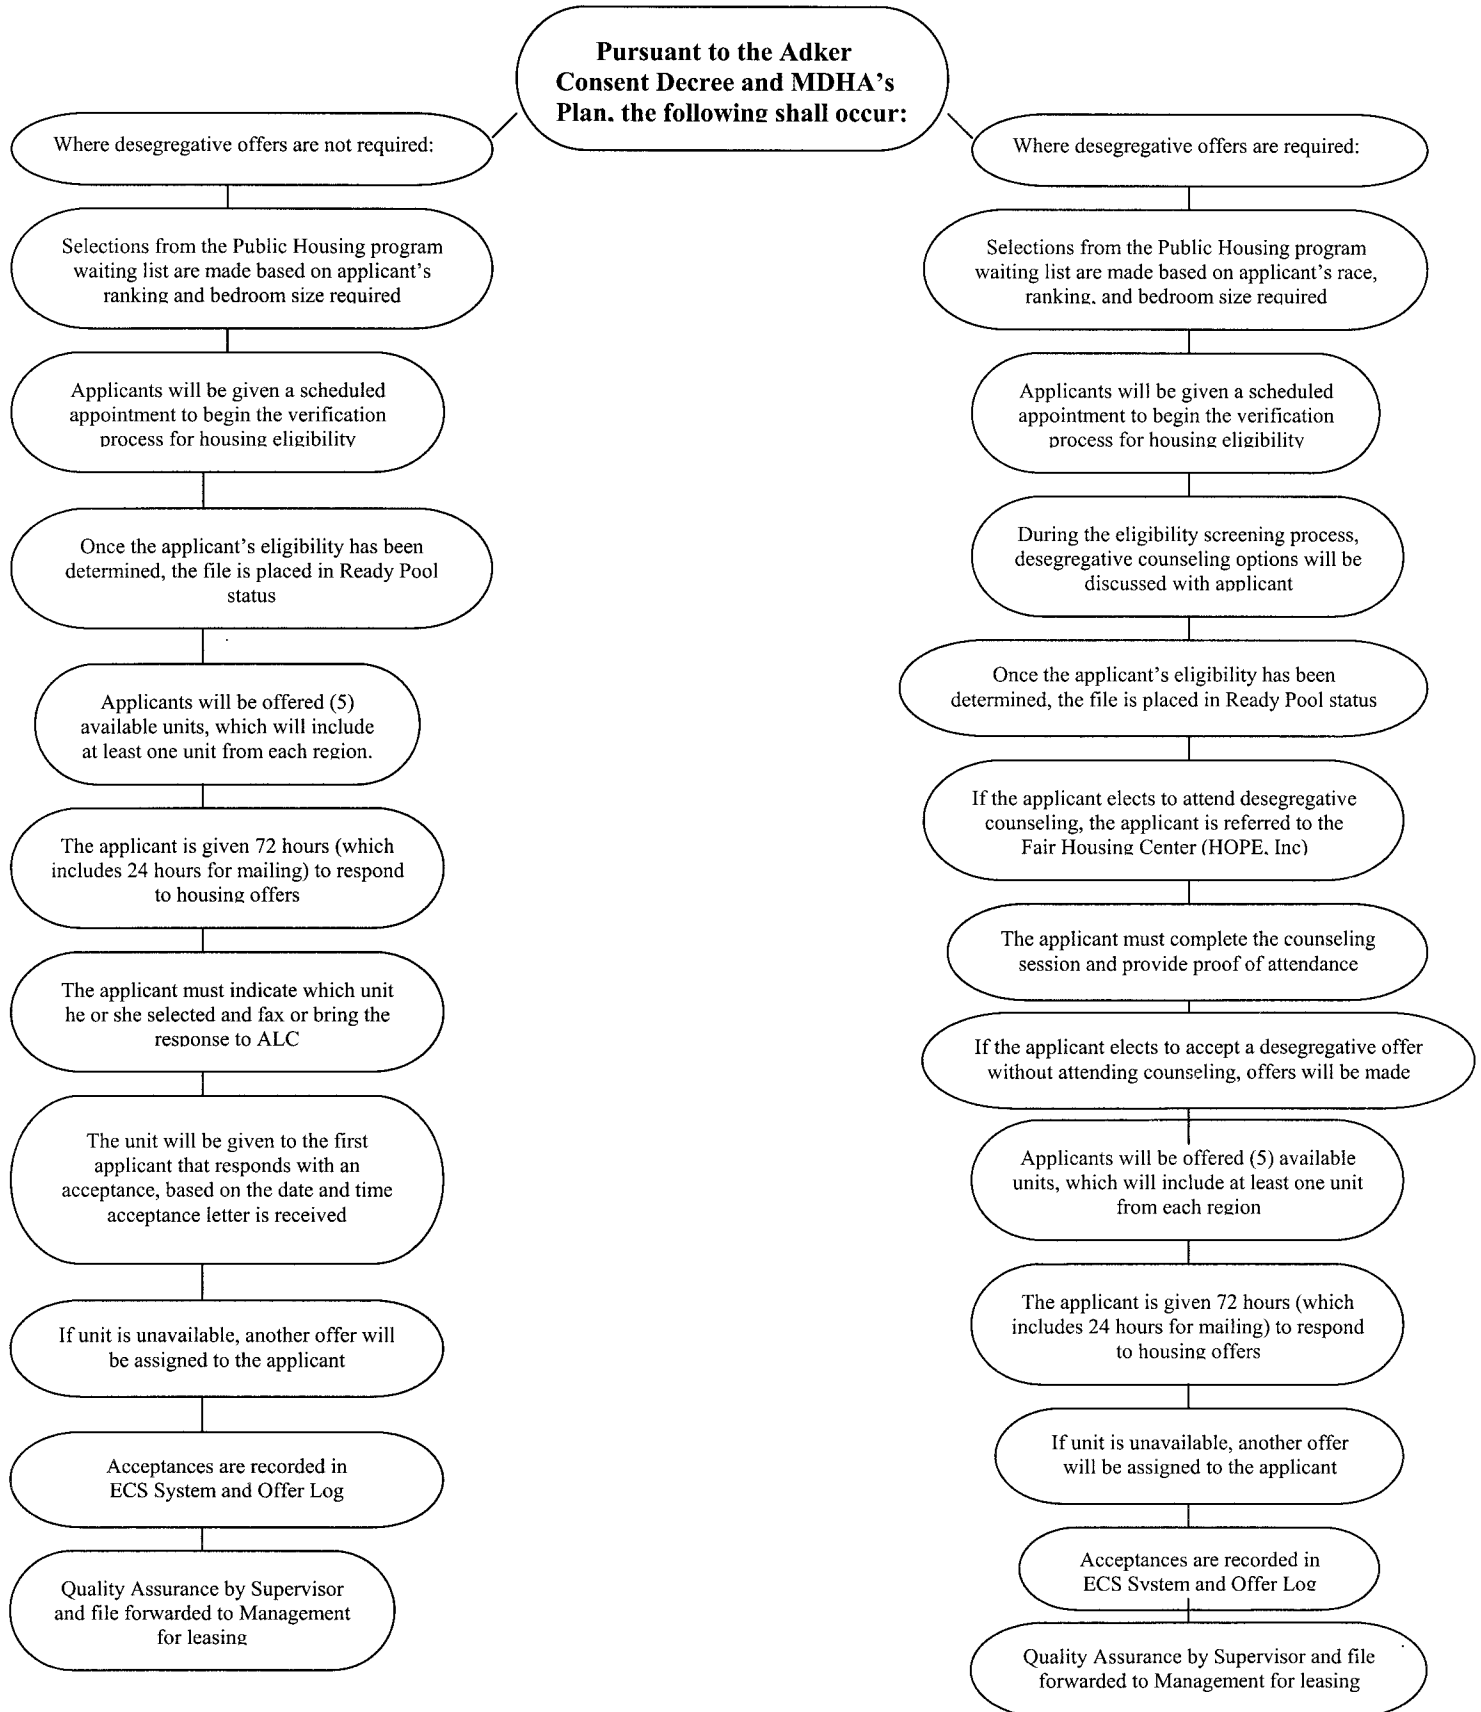 Pursuant to the Adker
Consent Decree and MDHA's
Plan, the following shall occur:
Where desegregative offers are not required:
Selections from the Public Housing program
waiting list are made based on applicant's
ranking and bedroom size required
Applicants will be given a scheduled
appointment to begin the verification
process for housing eligibility
Once the applicant's eligibility has been
determined, the file is placed in Ready Pool
status
Applicants will be offered (5)
available units, which will include
at least one unit from each region.
The applicant is given 72 hours (which
includes 24 hours for mailing) to respond
to housing offers
The applicant must indicate which unit
he or she selected and fax or bring the
response to ALC
The unit will be given to the first
applicant that responds with an
acceptance, based on the date and time
acceptance letter is received
If unit is unavailable, another offer will
be assigned to the applicant
Acceptances are recorded in
ECS System and Offer Log
Quality Assurance by Supervisor
and file forwarded to Management
for leasing
Where desegregative offers are required:
Selections from the Public Housing program
waiting list are made based on applicant's race,
ranking, and bedroom size required
Applicants will be given a scheduled
appointment to begin the verification
process for housing eligibility
During the eligibility screening process,
desegregative counseling options will be
discussed with applicant
Once the applicant's eligibility has been
determined, the file is placed in Ready Pool status
If the applicant elects to attend desegregative
counseling, the applicant is referred to the
Fair Housing Center (HOPE, Inc)
The applicant must complete the counseling
session and provide proof of attendance
If the applicant elects to accept a desegregative offer
without attending counseling, offers will be made
Applicants will be offered (5) available
units, which will include at least one unit
from each region
The applicant is given 72 hours (which
includes 24 hours for mailing) to respond
to housing offers
If unit is unavailable, another offer
will be assigned to the applicant
Acceptances are recorded in
ECS System and Offer Log
Quality Assurance by Supervisor and file
forwarded to Management for leasing